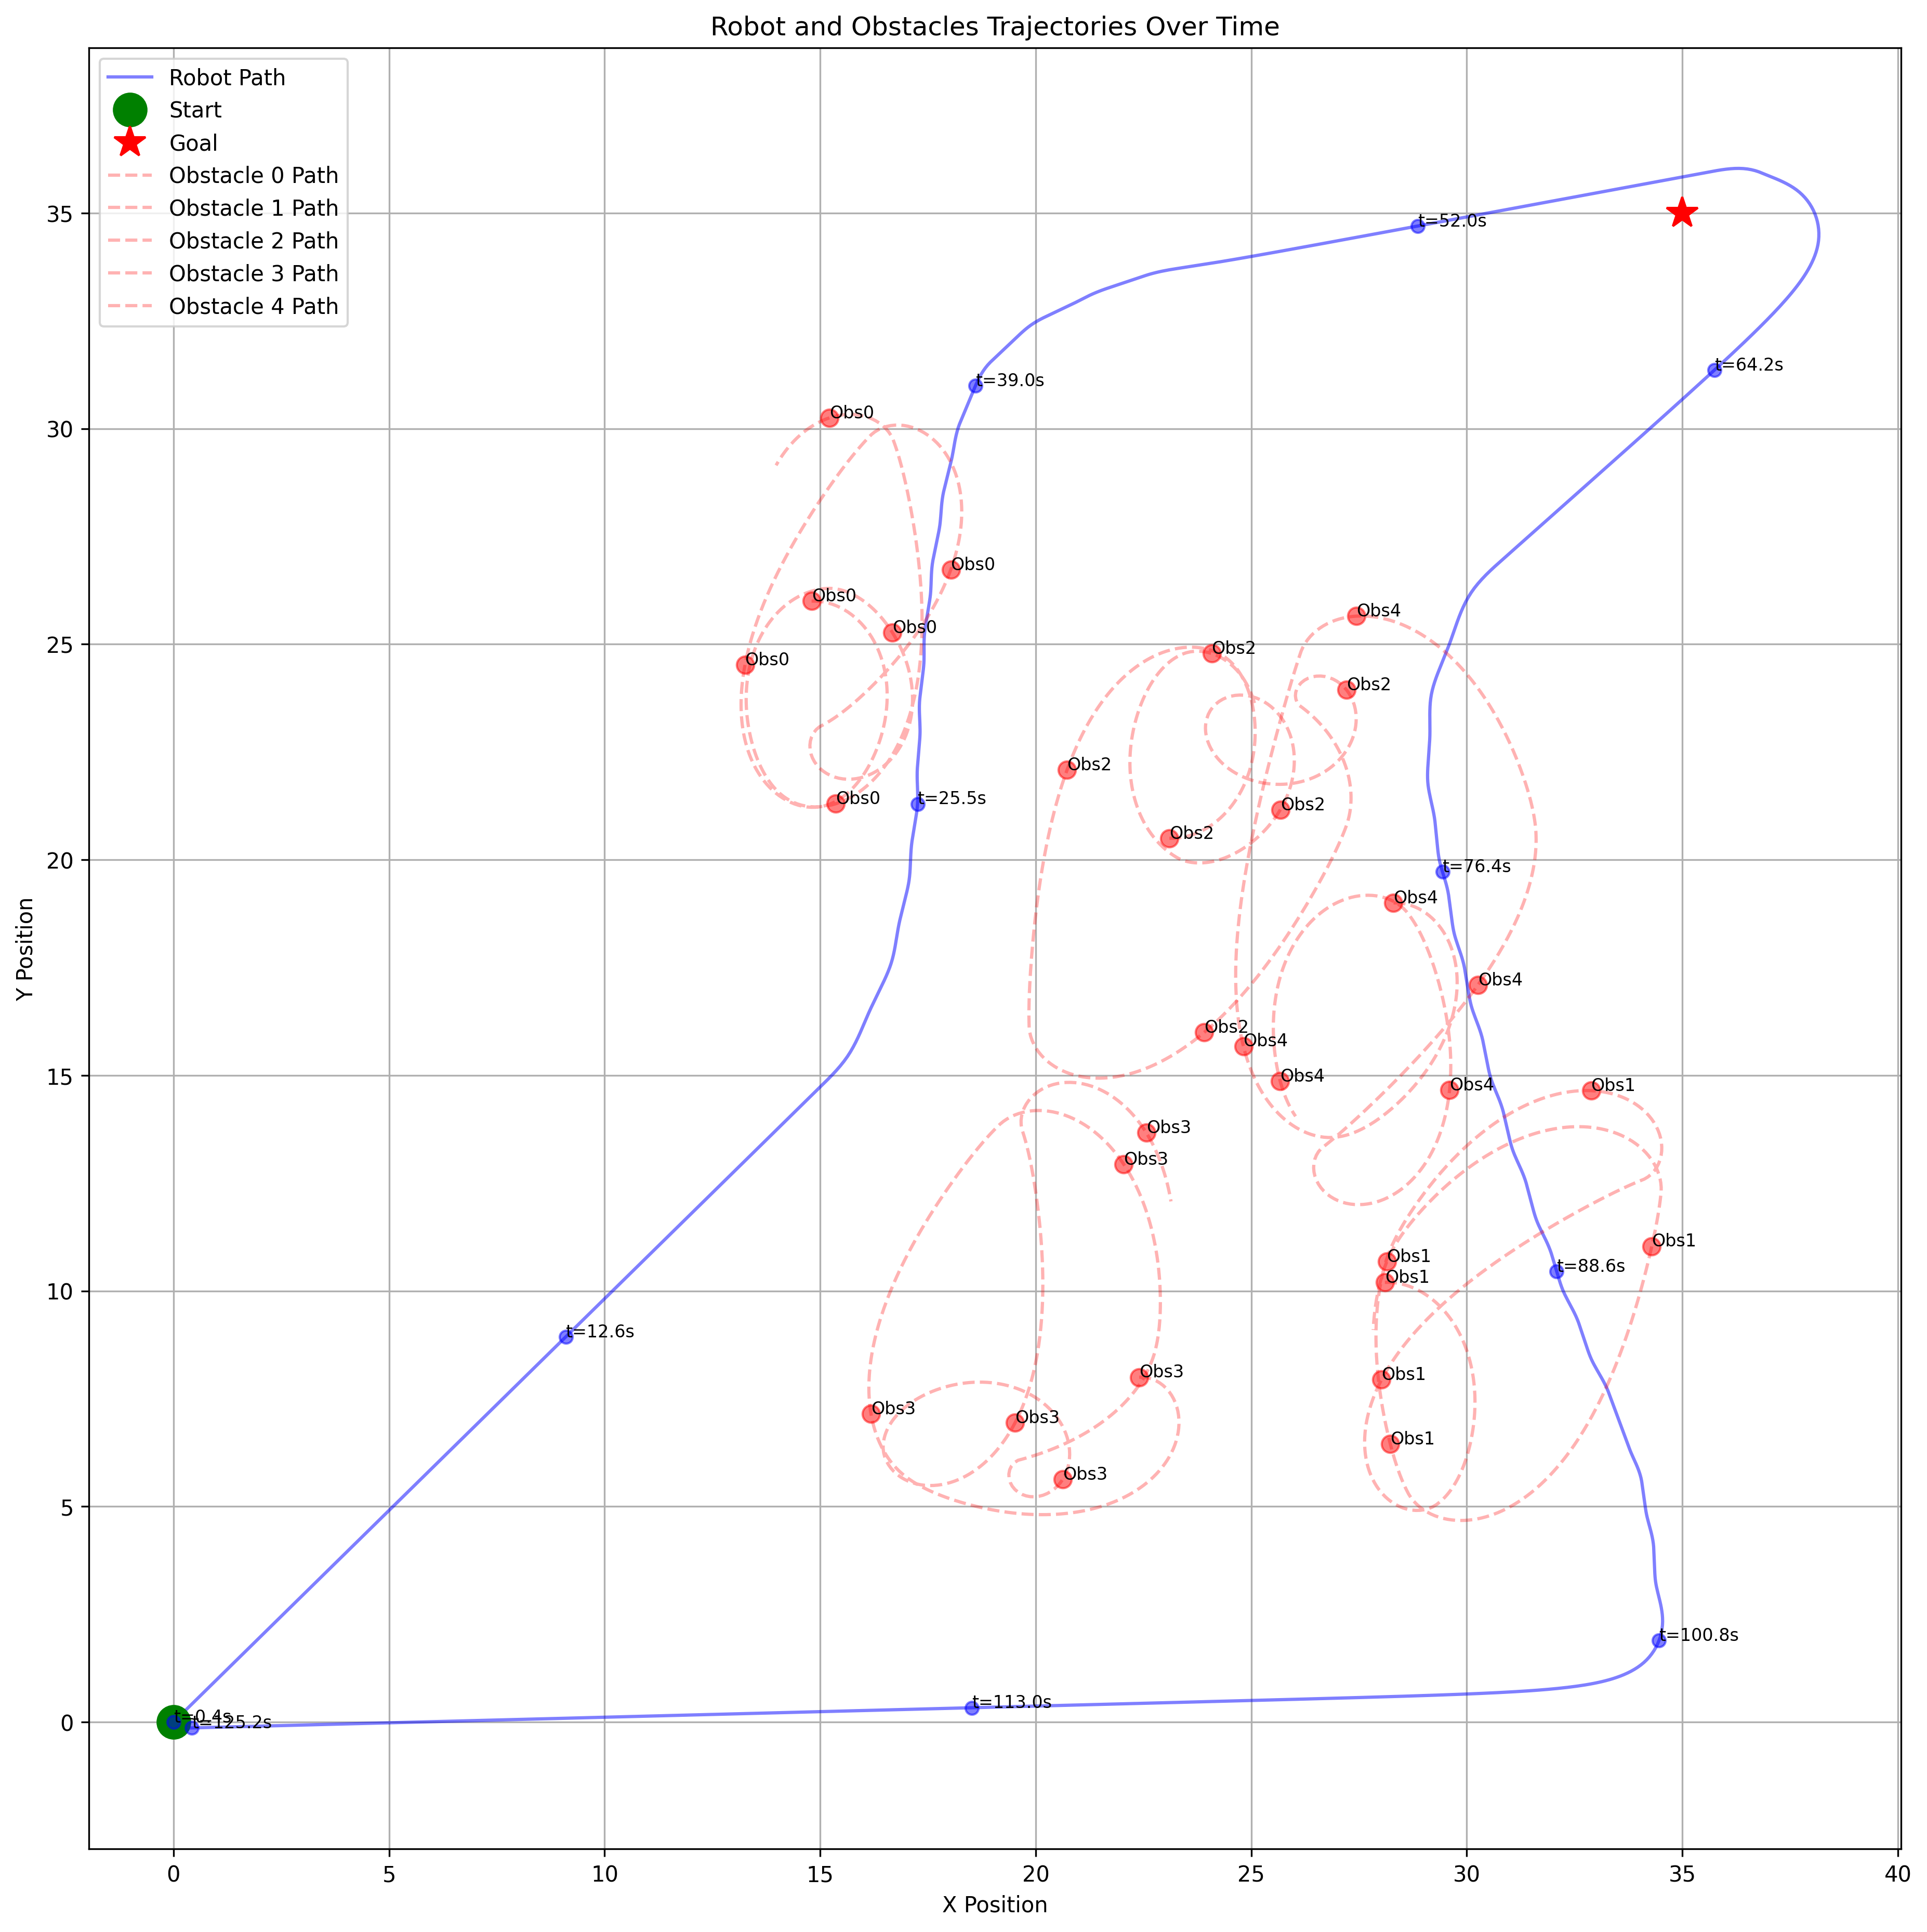 Robot and Obstacles Trajectories Over Time
Robot Path
Start
Goal
Obstacle 0 Path
Obstacle 1 Path
Obstacle 2 Path
Obstacle 3 Path
Obstacle 4 Path
35
30
25
20
15
10
5
0
Y Position
t=52.0s
t=39.0s
t=64.2s
Obs0
Obs0
Obs0
Obs0
Obs0
Obs0
t=25.5s
Obs4
Obs2
Obs2
Obs2
Obs2
Obs2
t=76.4s
Obs4
Obs4
Obs2
Obs4
Obs4
Obs4
Obs1
Obs3
Obs3
Obs1
Obs1
Obs1
t=88.6s
t=12.6s
Obs3
Obs1
Obs3
Obs3
Obs1
Obs3
t=100.8s
t=113.0s
t=0.4s
t=125.2s
0
5
10
15
20
25
30
35
40
X Position